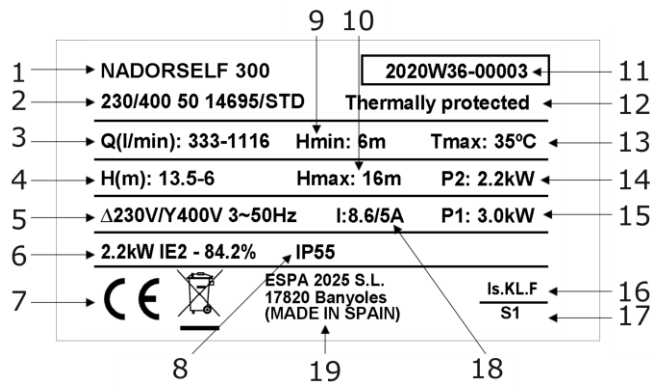 9 10
1 NADORSELF 300 2020W36-00003 11
2 230/400 50 14695/STD Thermally protected 12
3 Q(l/min): 333-1116 Hmin: 6m Tmax: 35ºC 13
4 H(m): 13.5-6 Hmax: 16m P2: 2.2kW 14
5 Δ230V/Y400V 3~50Hz I:8.6/5A P1: 3.0kW 15
6 2.2kW IE2 - 84.2% IP55
7 CE ESPA 2025 S.L. Is.KL.F 16
17820 Banyoles S1 17
(MADE IN SPAIN)
8 19 18